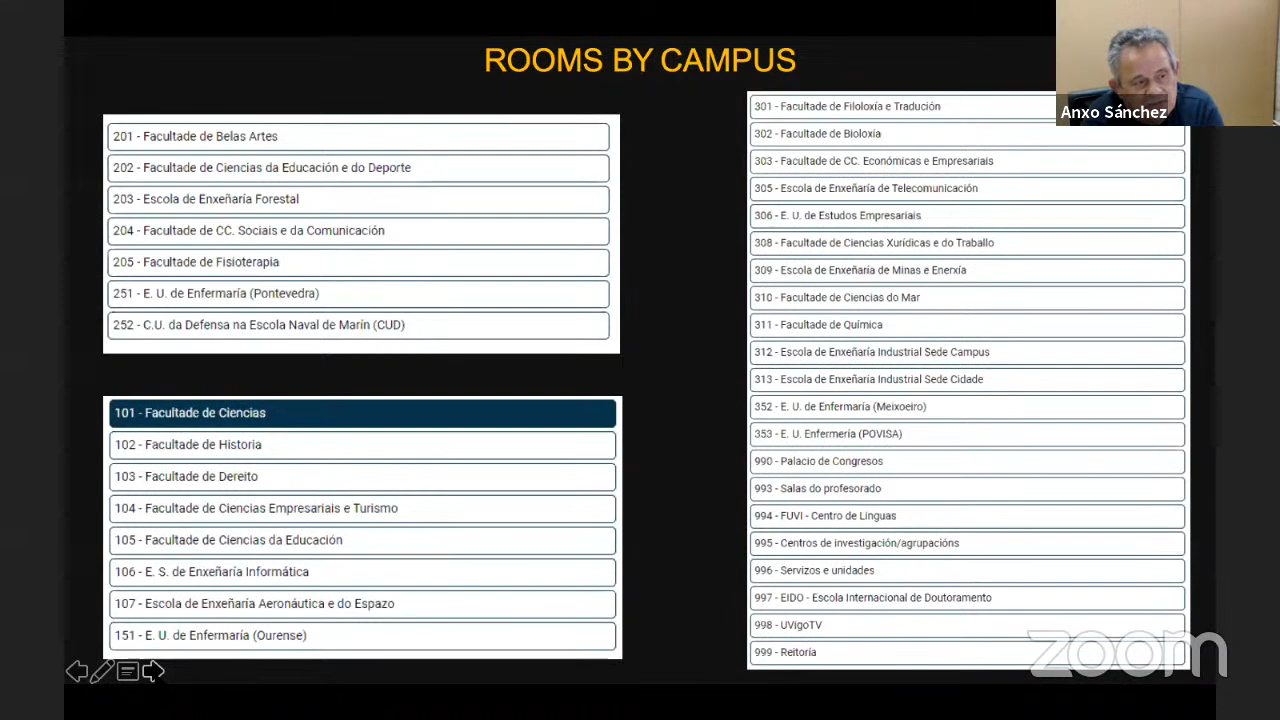 ROOMS BY CAMPUS
Anxo Sánchez
201 - Facultade de Belas Artes
202 - Facultade de Ciencias da Educación e do Deporte
203 - Escola de Enxeñaría Forestal
204 - Facultade de CC. Sociais e da Comunicación
205 - Facultade de Fisioterapia
251 - E. U. de Enfermaría (Pontevedra)
252 - C.U. da Defensa na Escola Naval de Marín (CUD)
101 - Facultade de Ciencias
102 - Facultade de Historia
103 - Facultade de Dereito
104 - Facultade de Ciencias Empresariais e Turismo
105 - Facultade de Ciencias da Educación
106 - E. S. de Enxeñaría Informática
107 - Escola de Enxeñaría Aeronáutica e do Espazo
151 - E. U. de Enfermaría (Ourense)
301 - Facultade de Filoloxía e Tradución
302 - Facultade de Bioloxía
303 - Facultade de CC. Económicas e Empresariais
305 - Escola de Enxeñaría de Telecomunicación
306 - E. U. de Estudos Empresariais
308 - Facultade de Ciencias Xurídicas e do Traballo
309 - Escola de Enxeñaría de Minas e Enerxía
310 - Facultade de Ciencias do Mar
311 - Facultade de Química
312 - Escola de Enxeñaría Industrial Sede Campus
313 - Escola de Enxeñaría Industrial Sede Cidade
352 - E. U. de Enfermaría (Meixoeiro)
353 - E. U. Enfermería (POVISA)
990 - Palacio de Congresos
993 - Salas do profesorado
994 - FUVI - Centro de Linguas
995 - Centros de investigación/agrupacións
996 - Servizos e unidades
997 - EIDO - Escola Internacional de Doutoramento
998 - UVigoTV
999 - Reitoría
zoom